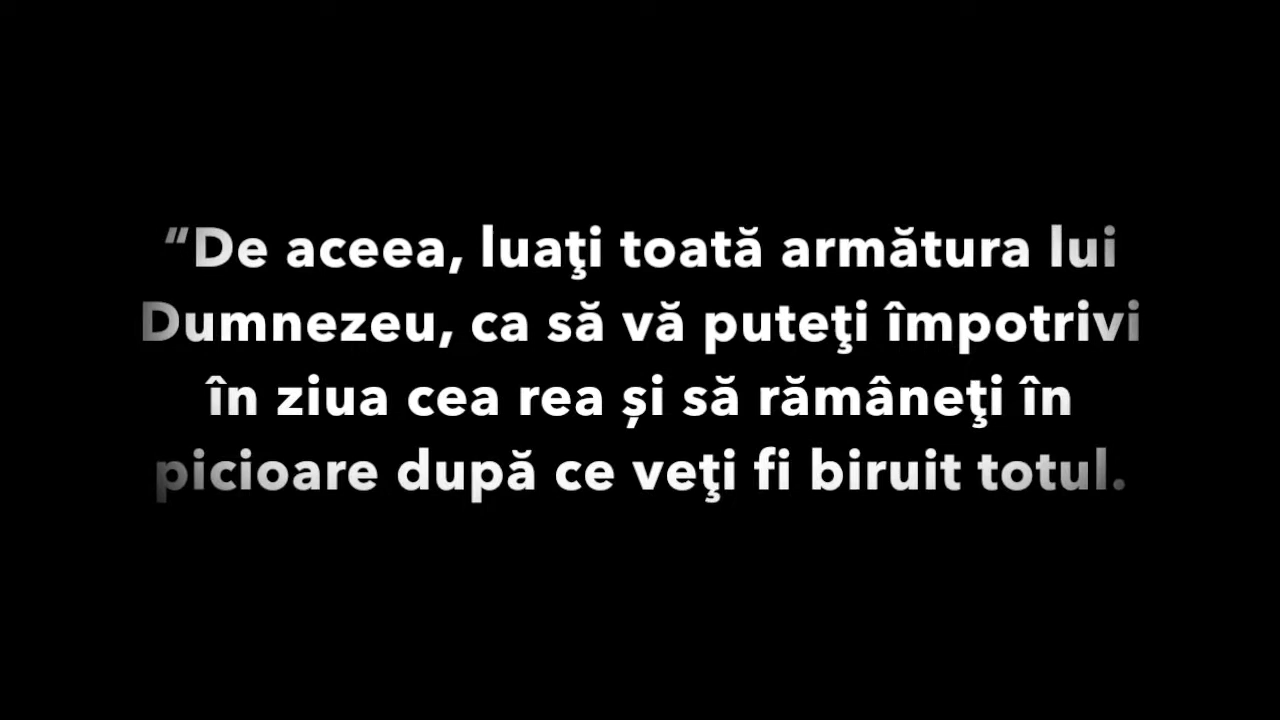 “De aceea, luaţi toată armătura lui
Dumnezeu, ca să vă puteţi împotrivi
în ziua cea rea și să rămâneţi în
picioare după ce veţi fi biruit totul.